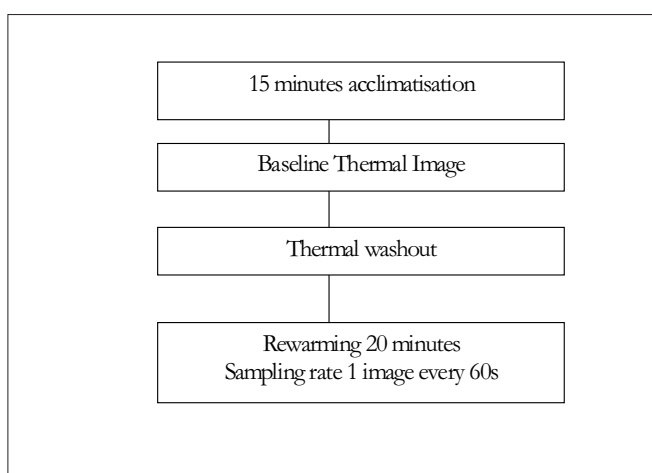 15 minutes acclimatisation
Baseline Thermal Image
Thermal washout
Rewarming 20 minutes
Sampling rate 1 image every 60s